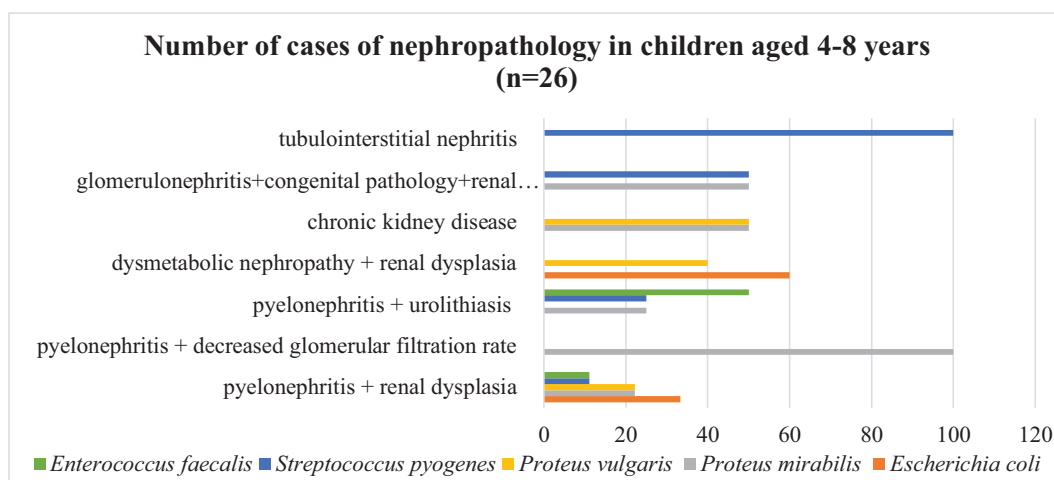 Number of cases of nephropathology in children aged 4-8 years
(n=26)
tubulointerstitial nephritis
glomerulonephritis+congenital pathology+renal…
chronic kidney disease
dysmetabolic nephropathy + renal dysplasia
pyelonephritis + urolithiasis
pyelonephritis + decreased glomerular filtration rate
pyelonephritis + renal dysplasia
0 20 40 60 80 100 120
Enterococcus faecalis Streptococcus pyogenes Proteus vulgaris Proteus mirabilis Escherichia coli